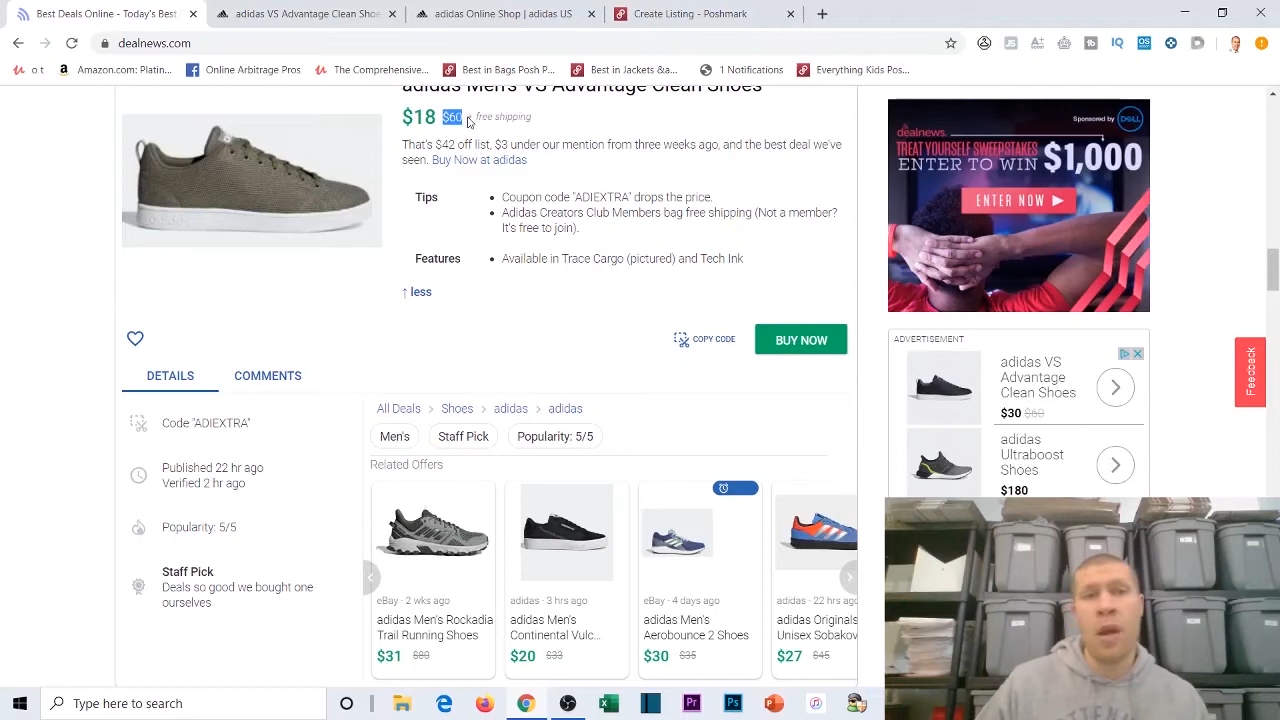 Best Deals Online - Today's Best
adidas VS Advantage Clean Shoe
adidas Online Shop | adidas US
Create Listing - Poshmark
dealnews.com
o t
Amazon.com: Platin...
Online Arbitrage Pros
The Comprehensive...
Best in Bags Posh P...
Best in Jackets &a...
1 Notifications
Everything Kids Pos...
adidas Men's VS Advantage Clean Shoes
$18 $60 free shipping
That's $42 off, $2 under our mention from three weeks ago, and the best deal we've
seen. Buy Now at adidas
Tips
Coupon code "ADIEXTRA" drops the price.
Adidas Creators Club Members bag free shipping (Not a member?
It's free to join).
Features
Available in Trace Cargo (pictured) and Tech Ink
↑ less
COPY CODE
BUY NOW
DETAILS
COMMENTS
Code "ADIEXTRA"
Published 22 hr ago
Verified 2 hr ago
Popularity: 5/5
Staff Pick
Deals so good we bought one
ourselves
All Deals > Shoes > adidas > adidas
Men's
Staff Pick
Popularity: 5/5
Related Offers
eBay - 2 wks ago
adidas Men's Rockadia
Trail Running Shoes
$31 $80
adidas - 3 hrs ago
adidas Men's
Continental Vulc...
$20 $33
eBay - 4 days ago
adidas Men's
Aerobounce 2 Shoes
$30 $35
adidas - 22 hrs ago
adidas Originals
Unisex Sobakov
$27 $45
Sponsored by DELL
dealnews.
TREAT YOURSELF SWEEPSTAKES
ENTER TO WIN $1,000
ENTER NOW ▶
ADVERTISEMENT
adidas VS
Advantage
Clean Shoes
$30 $60
adidas
Ultraboost
Shoes
$180
Feedback
Type here to search